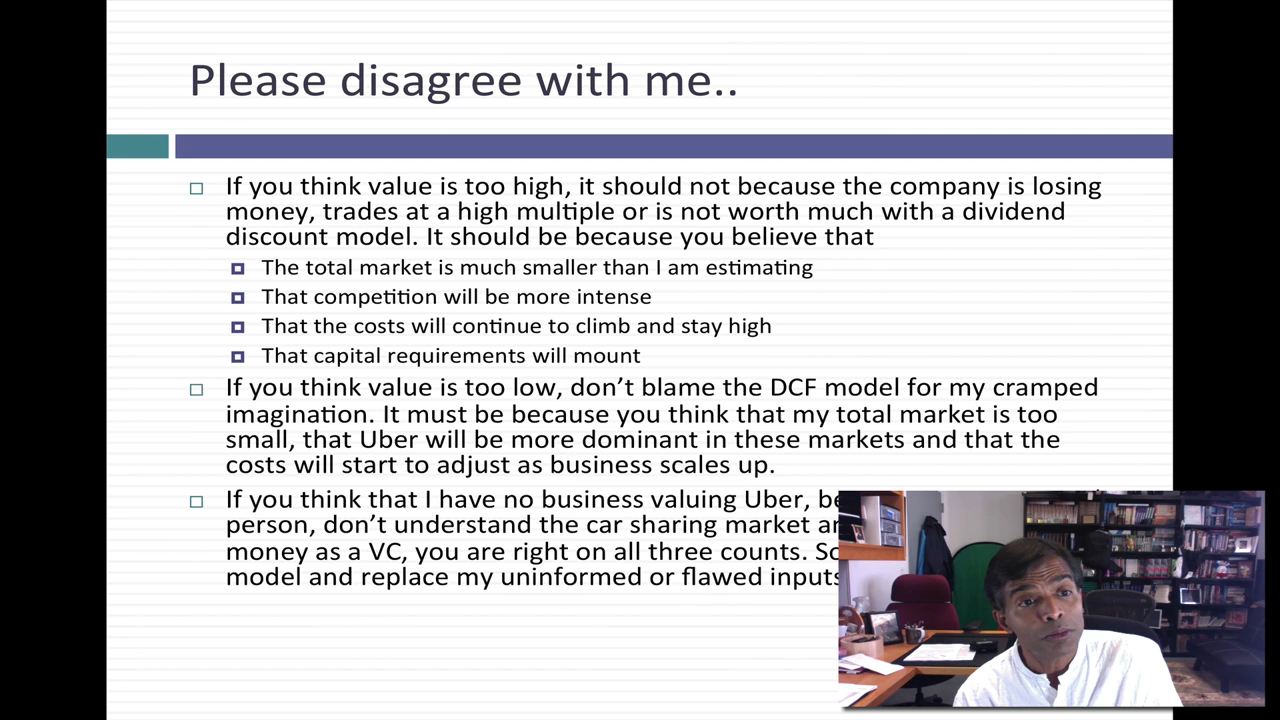 Please disagree with me..
If you think value is too high, it should not because the company is losing
money, trades at a high multiple or is not worth much with a dividend
discount model. It should be because you believe that
The total market is much smaller than I am estimating
That competition will be more intense
That the costs will continue to climb and stay high
That capital requirements will mount
If you think value is too low, don’t blame the DCF model for my cramped
imagination. It must be because you think that my total market is too
small, that Uber will be more dominant in these markets and that the
costs will start to adjust as business scales up.
If you think that I have no business valuing Uber,
person, don’t understand the car sharing market
money as a VC, you are right on all three counts.
model and replace my uninformed or flawed inputs